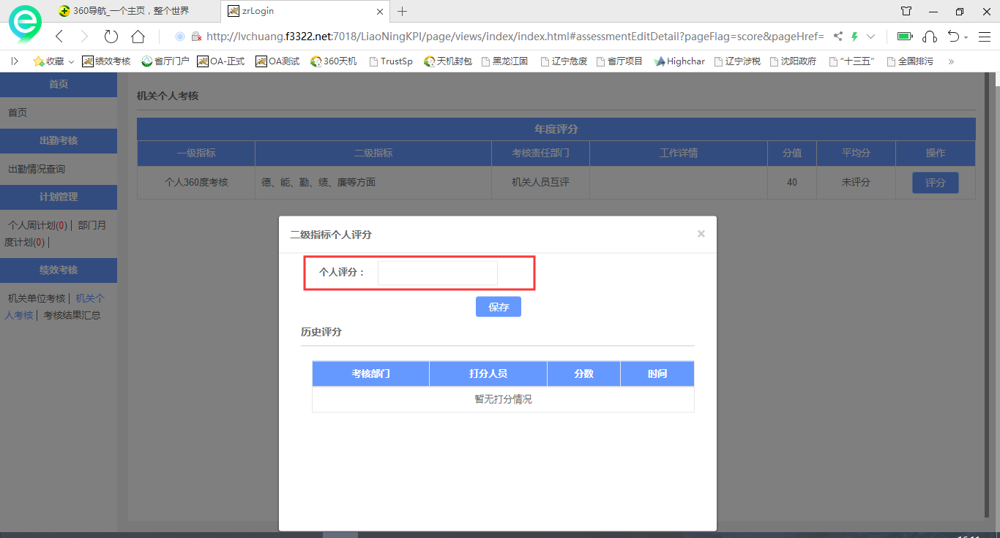 360导航_一个主页，整个世界
zrLogin
http://lvchuang.f3322.net:7018/LiaoNingKPI/page/views/index/index.html#assessmentEditDetail?pageFlag=score&pageHref=
收藏 绩效考核 省厅门户 OA-正式 OA测试 360天机 TrustSp 天机封包 黑龙江固 辽宁危废 省厅项目 Highchar 辽宁涉税 沈阳政府 “十三五” 全国排污 »
首页
首页
出勤考核
出勤情况查询
计划管理
个人周计划(0)| 部门月
度计划(0)|
绩效考核
机关单位考核| 机关个
人考核| 考核结果汇总
机关个人考核
年度评分
一级指标 二级指标 考核责任部门 工作详情 分值 平均分 操作
个人360度考核 德、能、勤、绩、廉等方面 机关人员互评 40 未评分 评分
二级指标个人评分 ×
个人评分：
保存
历史评分
考核部门 打分人员 分数 时间
暂无打分情况